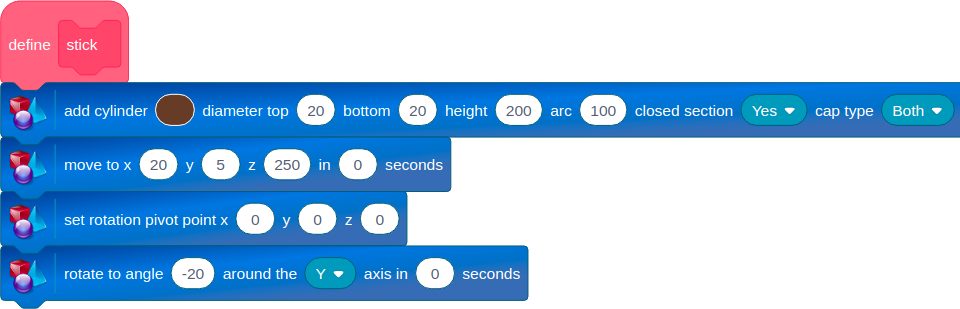 define stick
add cylinder diameter top 20 bottom 20 height 200 arc 100 closed section Yes cap type Both
move to x 20 y 5 z 250 in 0 seconds
set rotation pivot point x 0 y 0 z 0
rotate to angle -20 around the Y axis in 0 seconds